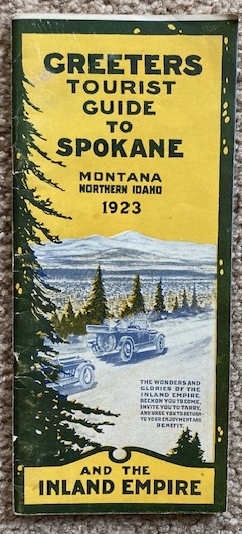 GREETERS
TOURIST
GUIDE
TO
SPOKANE
MONTANA
NORTHERN IDAHO
1923
THE WONDERS AND
GLORIES OF THE
INLAND EMPIRE
BECKON YOU TO COME,
INVITE YOU TO TARRY,
AND URGE YOU TO RETURN-
TO YOUR ENJOYMENT AND
BENEFIT.
AND THE
INLAND EMPIRE